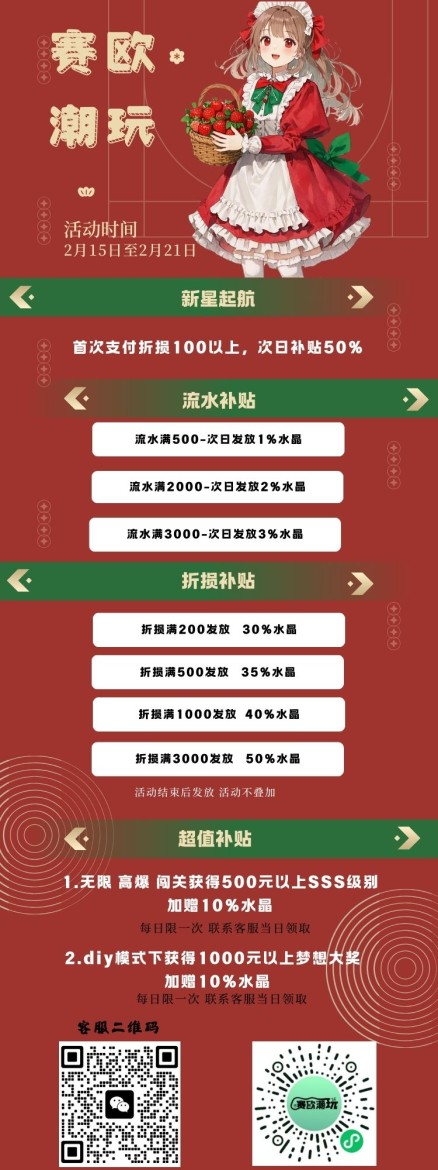 赛欧
潮玩
活动时间
2月15日至2月21日
新星起航
首次支付折损100以上，次日补贴50%
流水补贴
流水满500-次日发放1%水晶
流水满2000-次日发放2%水晶
流水满3000-次日发放3%水晶
折损补贴
折损满200发放 30%水晶
折损满500发放 35%水晶
折损满1000发放 40%水晶
折损满3000发放 50%水晶
活动结束后发放 活动不叠加
超值补贴
1.无限 高爆 闯关获得500元以上SSS级别
加赠10%水晶
每日限一次 联系客服当日领取
2.diy模式下获得1000元以上梦想大奖
加赠10%水晶
每日限一次 联系客服当日领取
客服二维码
赛欧潮玩